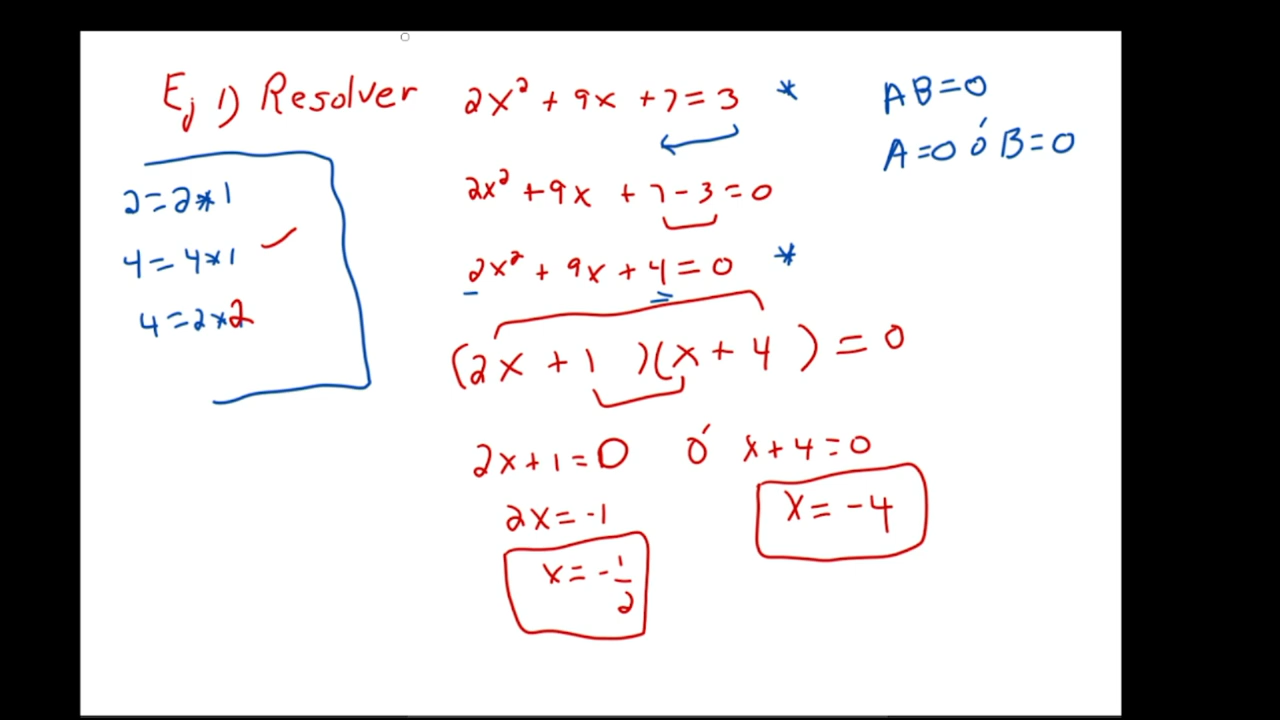 Ej 1) Resolver 2x² + 9x + 7 = 3 *
AB = 0
A = 0 ó B = 0
2 = 2*1
4 = 4*1 ✓
4 = 2*2
2x² + 9x + 7 - 3 = 0
2x² + 9x + 4 = 0 *
(2x + 1 )(x + 4 ) = 0
2x + 1 = 0 ó x + 4 = 0
2x = -1
x = -4
x = -1/2